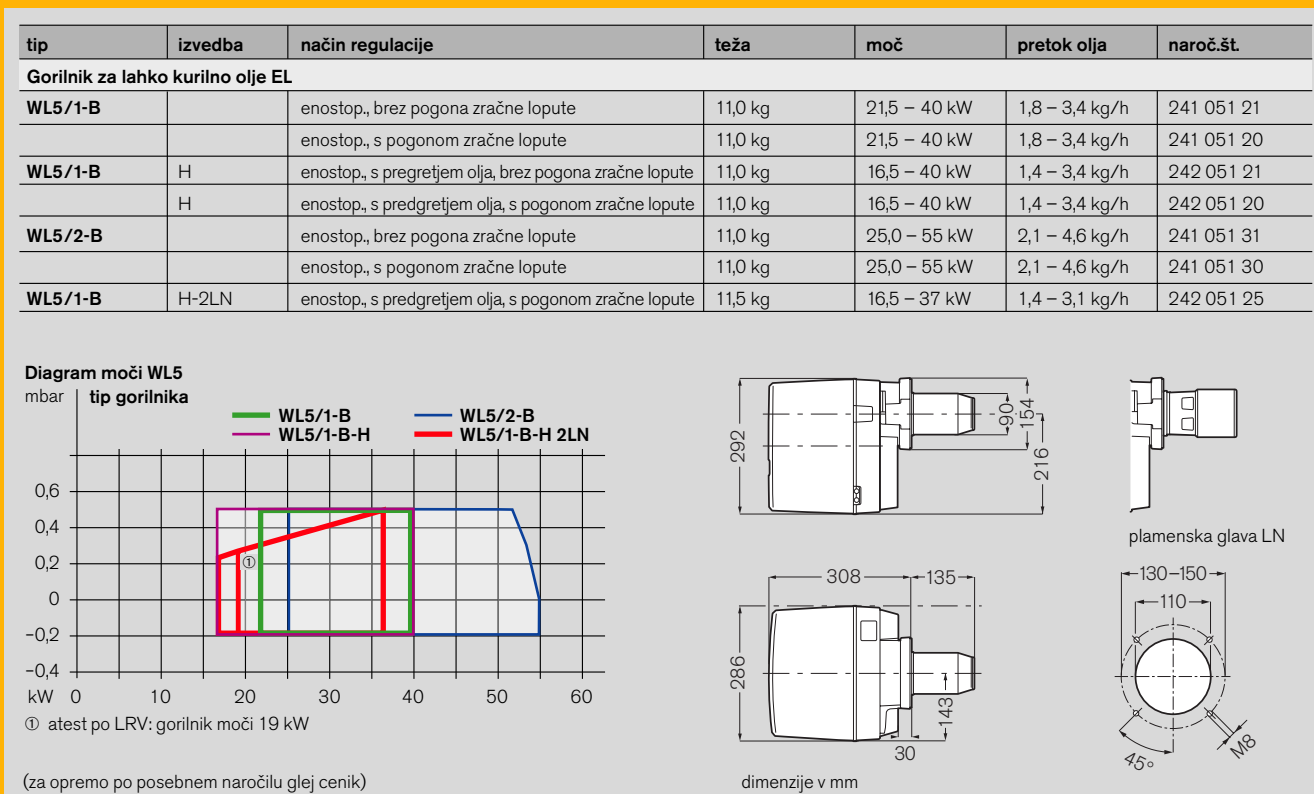 tip izvedba način regulacije teža moč pretok olja naroč.št.
Gorilnik za lahko kurilno olje EL
WL5/1-B enostop., brez pogona zračne lopute 11,0 kg 21,5 – 40 kW 1,8 – 3,4 kg/h 241 051 21
enostop., s pogonom zračne lopute 11,0 kg 21,5 – 40 kW 1,8 – 3,4 kg/h 241 051 20
WL5/1-B H enostop., s pregretjem olja, brez pogona zračne lopute 11,0 kg 16,5 – 40 kW 1,4 – 3,4 kg/h 242 051 21
H enostop., s predgretjem olja, s pogonom zračne lopute 11,0 kg 16,5 – 40 kW 1,4 – 3,4 kg/h 242 051 20
WL5/2-B enostop., brez pogona zračne lopute 11,0 kg 25,0 – 55 kW 2,1 – 4,6 kg/h 241 051 31
enostop., s pogonom zračne lopute 11,0 kg 25,0 – 55 kW 2,1 – 4,6 kg/h 241 051 30
WL5/1-B H-2LN enostop., s predgretjem olja, s pogonom zračne lopute 11,5 kg 16,5 – 37 kW 1,4 – 3,1 kg/h 242 051 25
Diagram moči WL5
mbar tip gorilnika
WL5/1-B WL5/2-B
WL5/1-B-H WL5/1-B-H 2LN
0,6
0,4
0,2
0
−0,2
−0,4
①
kW 0 10 20 30 40 50 60
① atest po LRV: gorilnik moči 19 kW
(za opremo po posebnem naročilu glej cenik)
292
90
154
216
plamenska glava LN
308 135
286
143
30
130–150
110
45°
M8
dimenzije v mm